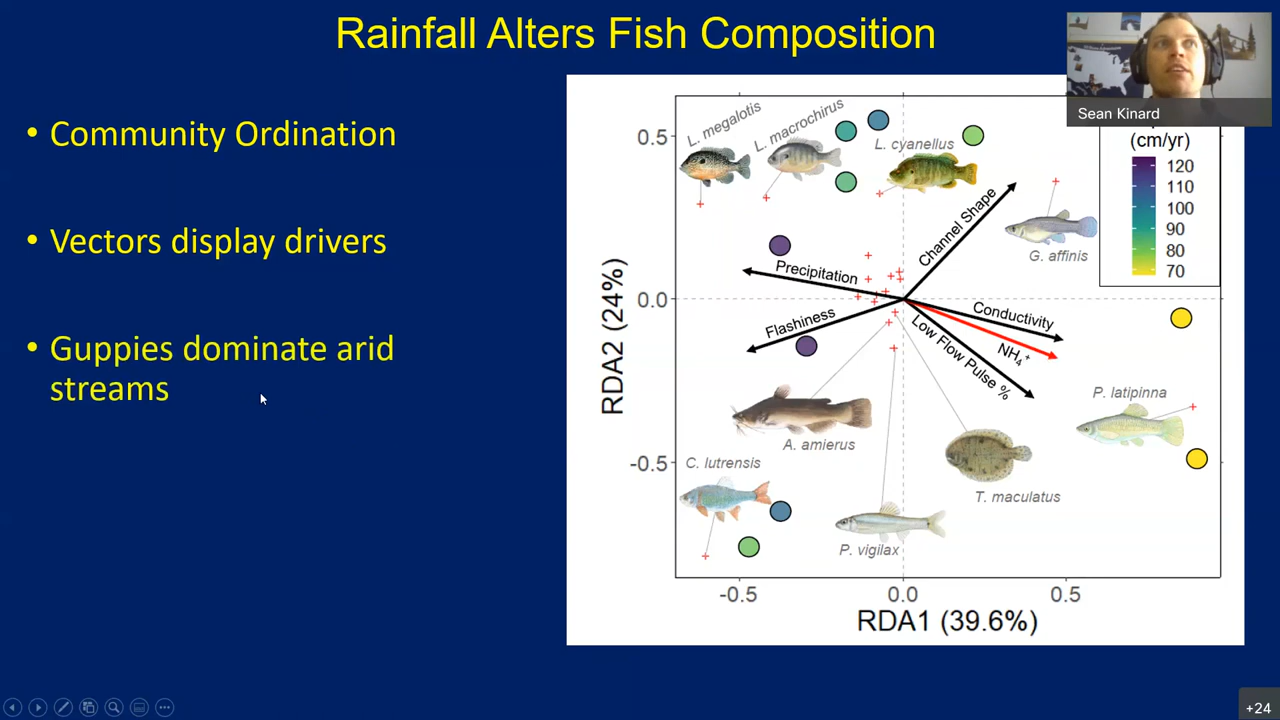 Rainfall Alters Fish Composition
Sean Kinard
• Community Ordination
• Vectors display drivers
• Guppies dominate arid
streams
L. megalotis
L. macrochirus
L. cyanellus
G. affinis
P. latipinna
A. amierus
C. lutrensis
T. maculatus
P. vigilax
Channel Shape
Precipitation
Flashiness
Conductivity
NH₄⁺
Low Flow Pulse %
(cm/yr)
120
110
100
90
80
70
RDA2 (24%)
0.5
0.0
-0.5
-0.5
0.0
0.5
RDA1 (39.6%)
+24